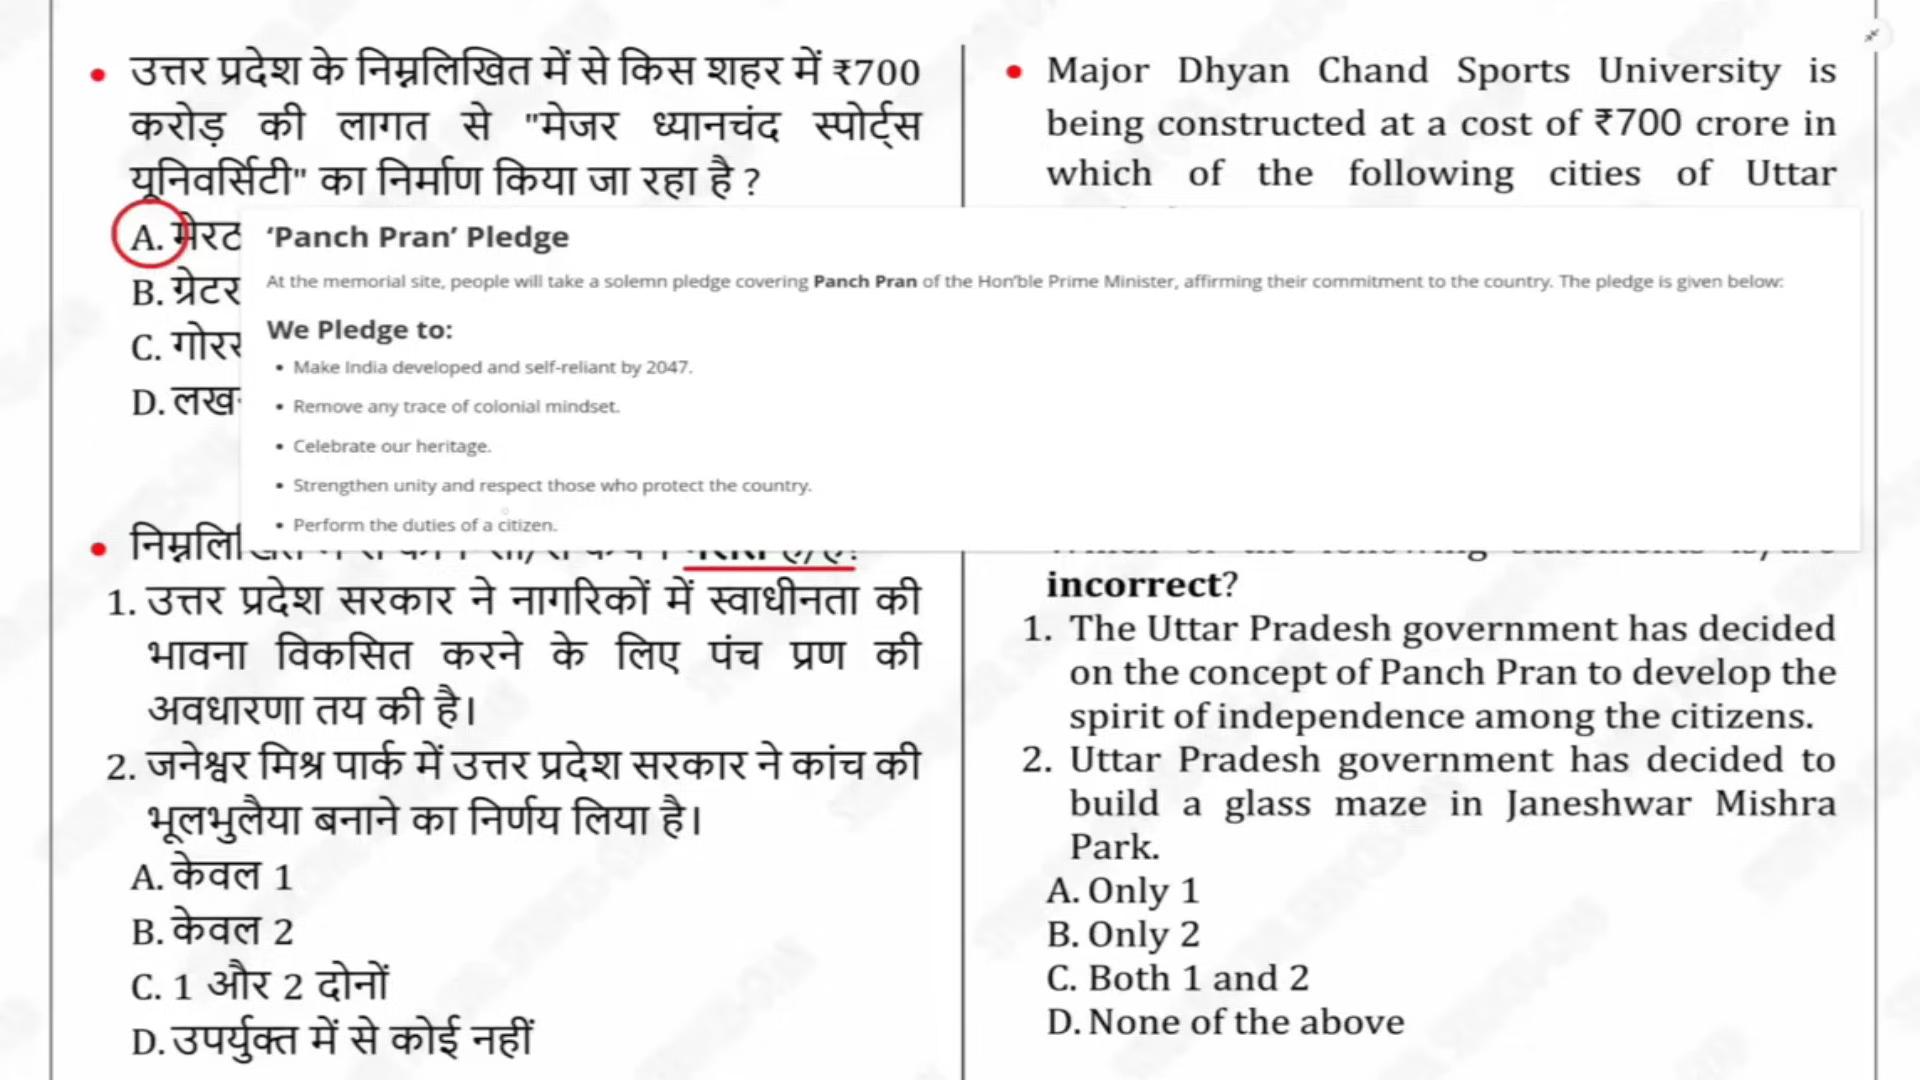 उत्तर प्रदेश के निम्नलिखित में से किस शहर में ₹700
करोड़ की लागत से "मेजर ध्यानचंद स्पोर्ट्स
यूनिवर्सिटी" का निर्माण किया जा रहा है ?
A. मेरठ
B. ग्रेटर
C.
D.
निम्नलि
1. उत्तर प्रदेश सरकार ने नागरिकों में स्वाधीनता की
भावना विकसित करने के लिए पंच प्रण की
अवधारणा तय की है।
2. जनेश्वर मिश्र पार्क में उत्तर प्रदेश सरकार ने कांच की
भूलभुलैया बनाने का निर्णय लिया है।
A. केवल 1
B. केवल 2
C. 1 और 2 दोनों
D. उपर्युक्त में से कोई नहीं
Major Dhyan Chand Sports University is
being constructed at a cost of ₹700 crore in
which of the following cities of Uttar
'Panch Pran' Pledge
At the memorial site, people will take a solemn pledge covering Panch Pran of the Hon'ble Prime Minister, affirming their commitment to the country. The pledge is given below:
We Pledge to:
• Make India developed and self-reliant by 2047.
• Remove any trace of colonial mindset.
• Celebrate our heritage.
• Strengthen unity and respect those who protect the country.
• Perform the duties of a citizen.
incorrect?
1. The Uttar Pradesh government has decided
on the concept of Panch Pran to develop the
spirit of independence among the citizens.
2. Uttar Pradesh government has decided to
build a glass maze in Janeshwar Mishra
Park.
A. Only 1
B. Only 2
C. Both 1 and 2
D. None of the above